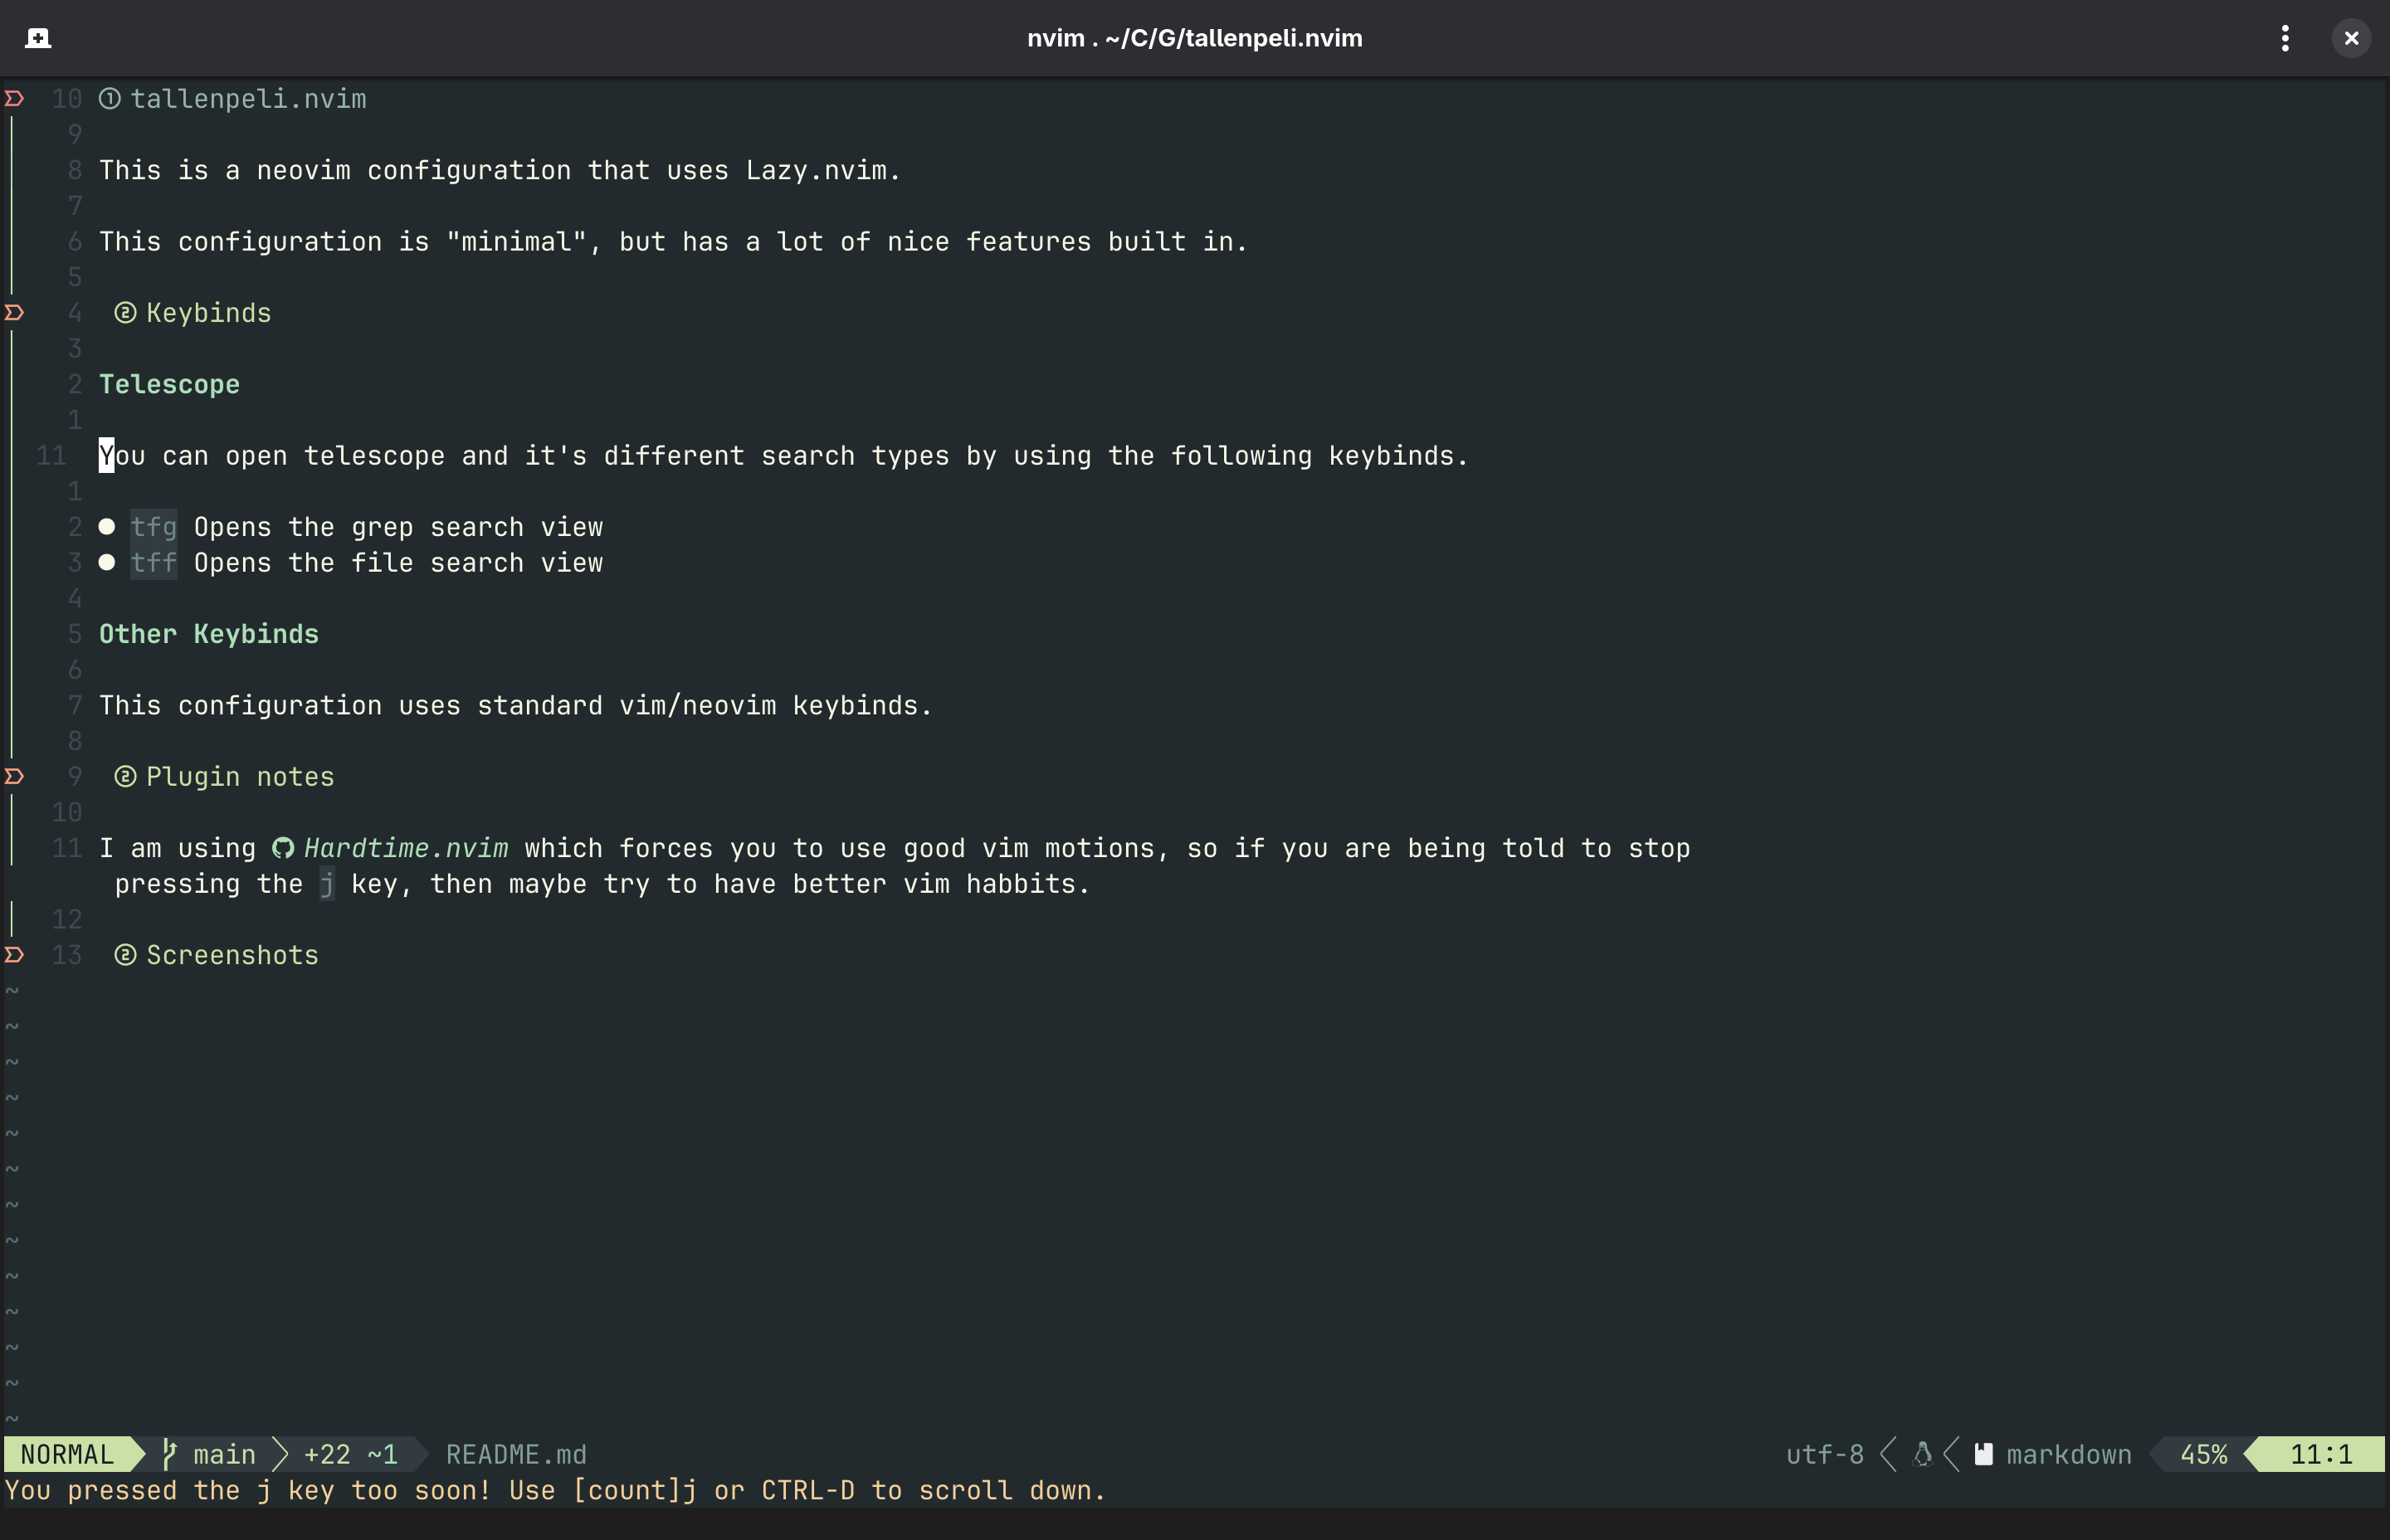 nvim . ~/C/G/tallenpeli.nvim
10 ① tallenpeli.nvim
9
8 This is a neovim configuration that uses Lazy.nvim.
7
6 This configuration is "minimal", but has a lot of nice features built in.
5
4 ② Keybinds
3
2 Telescope
1
11 You can open telescope and it's different search types by using the following keybinds.
1
2 ● tfg Opens the grep search view
3 ● tff Opens the file search view
4
5 Other Keybinds
6
7 This configuration uses standard vim/neovim keybinds.
8
9 ② Plugin notes
10
11 I am using Hardtime.nvim which forces you to use good vim motions, so if you are being told to stop
pressing the j key, then maybe try to have better vim habbits.
12
13 ② Screenshots
~
~
~
~
~
~
~
~
~
~
~
~
~
NORMAL main +22 ~1 README.md utf-8 markdown 45% 11:1
You pressed the j key too soon! Use [count]j or CTRL-D to scroll down.